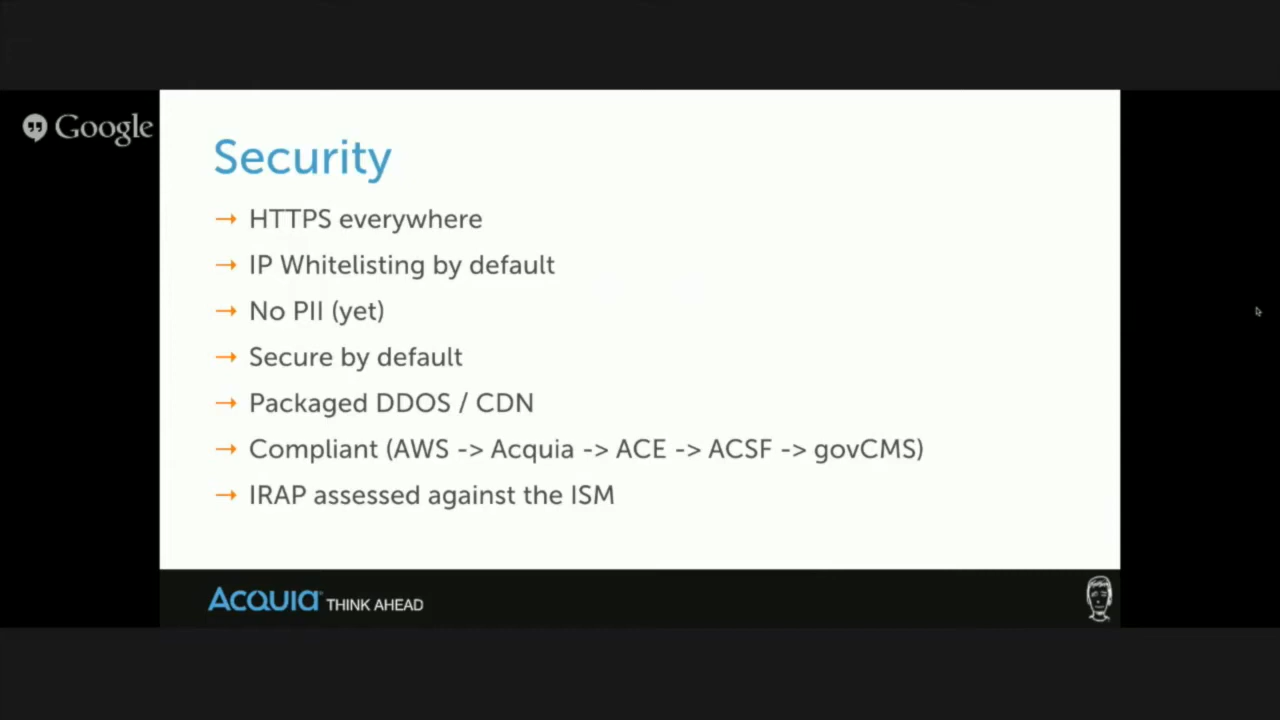 Google
Security
→ HTTPS everywhere
→ IP Whitelisting by default
→ No PII (yet)
→ Secure by default
→ Packaged DDOS / CDN
→ Compliant (AWS -> Acquia -> ACE -> ACSF -> govCMS)
→ IRAP assessed against the ISM
ACQUIA THINK AHEAD